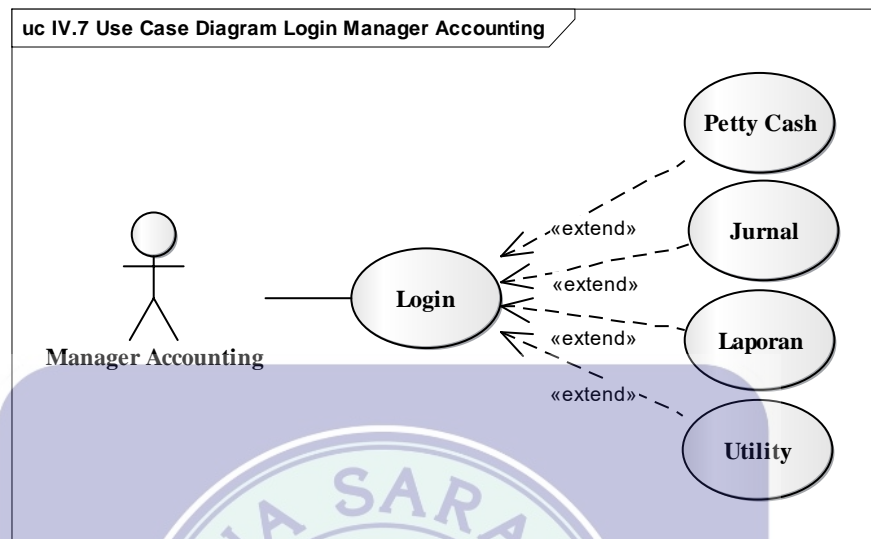 uc IV.7 Use Case Diagram Login Manager Accounting
Petty Cash
«extend»
Jurnal
«extend»
Login
Laporan
«extend»
Manager Accounting
«extend»
Utility